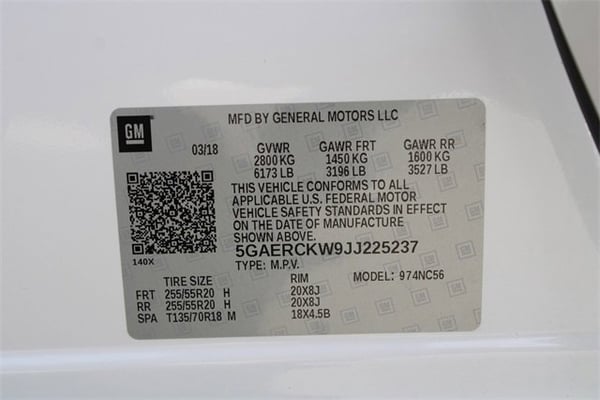 MFD BY GENERAL MOTORS LLC
GM
03/18 GVWR GAWR FRT GAWR RR
2800 KG 1450 KG 1600 KG
6173 LB 3196 LB 3527 LB
THIS VEHICLE CONFORMS TO ALL
APPLICABLE U.S. FEDERAL MOTOR
VEHICLE SAFETY STANDARDS IN EFFECT
ON THE DATE OF MANUFACTURE
SHOWN ABOVE.
140X
5GAERCKW9JJ225237
TYPE: M.P.V. MODEL: 974NC56
TIRE SIZE RIM
FRT 255/55R20 H 20X8J
RR 255/55R20 H 20X8J
SPA T135/70R18 M 18X4.5B